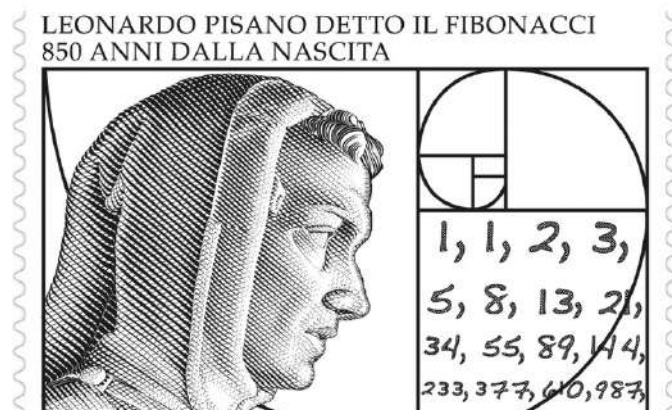 LEONARDO PISANO DETTO IL FIBONACCI
850 ANNI DALLA NASCITA
1, 1, 2, 3,
5, 8, 13, 21,
34, 55, 89, 144,
233, 377, 610, 987,